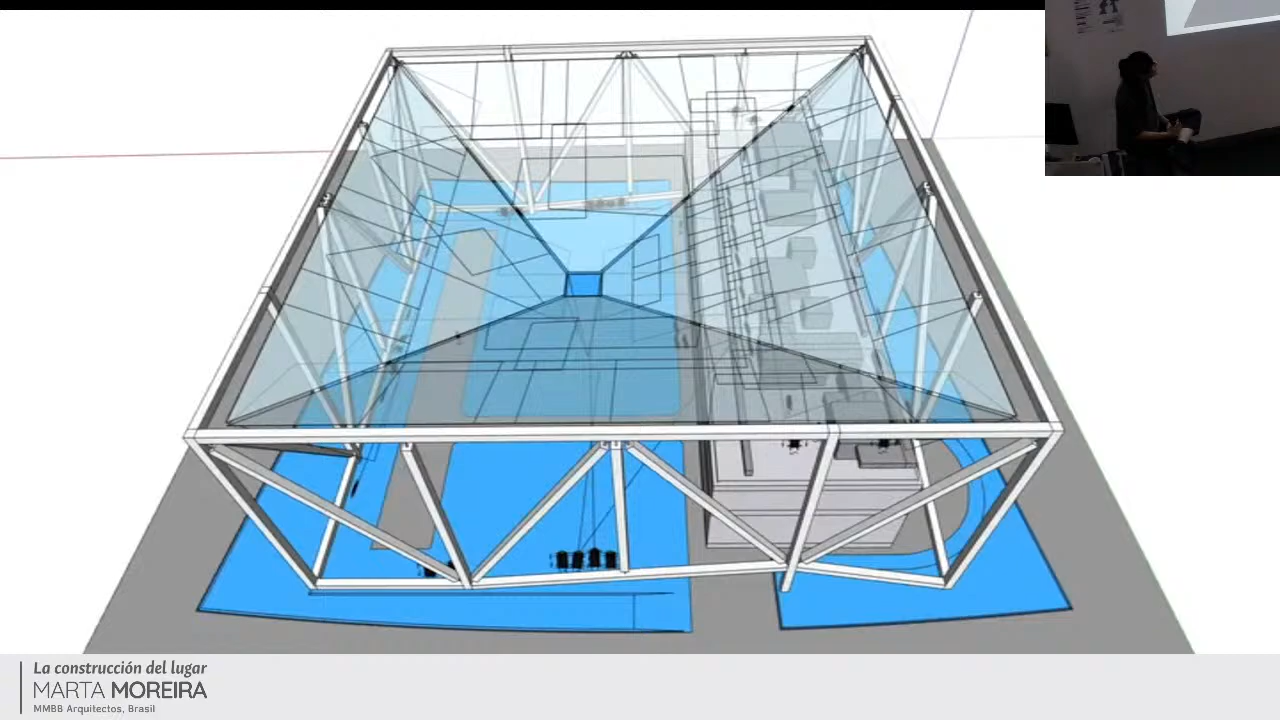 La construcción del lugar
MARTA MOREIRA
MMBB Arquitectos, Brasil